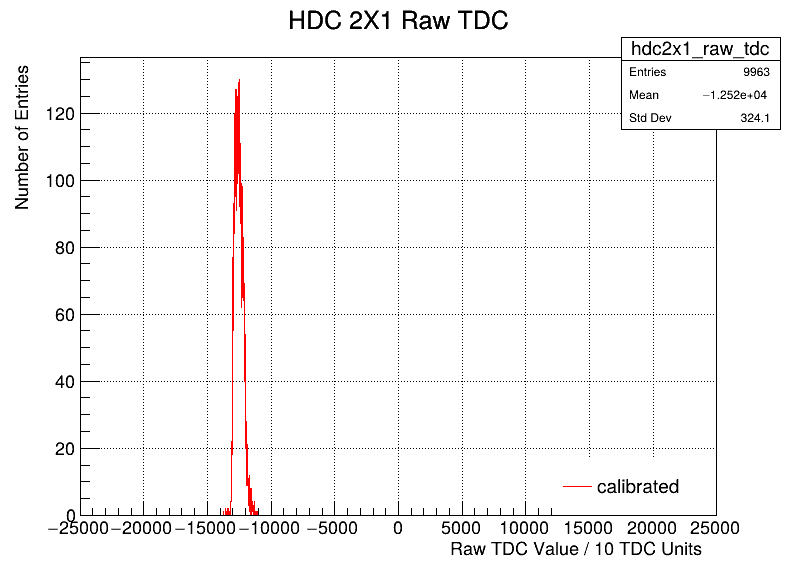 HDC 2X1 Raw TDC
hdc2x1_raw_tdc
Entries 9963
Mean −1.252e+04
Std Dev 324.1
Number of Entries
120
100
80
60
40
20
0
calibrated
−25000 −20000 −15000 −10000 −5000 0 5000 10000 15000 20000 25000
Raw TDC Value / 10 TDC Units